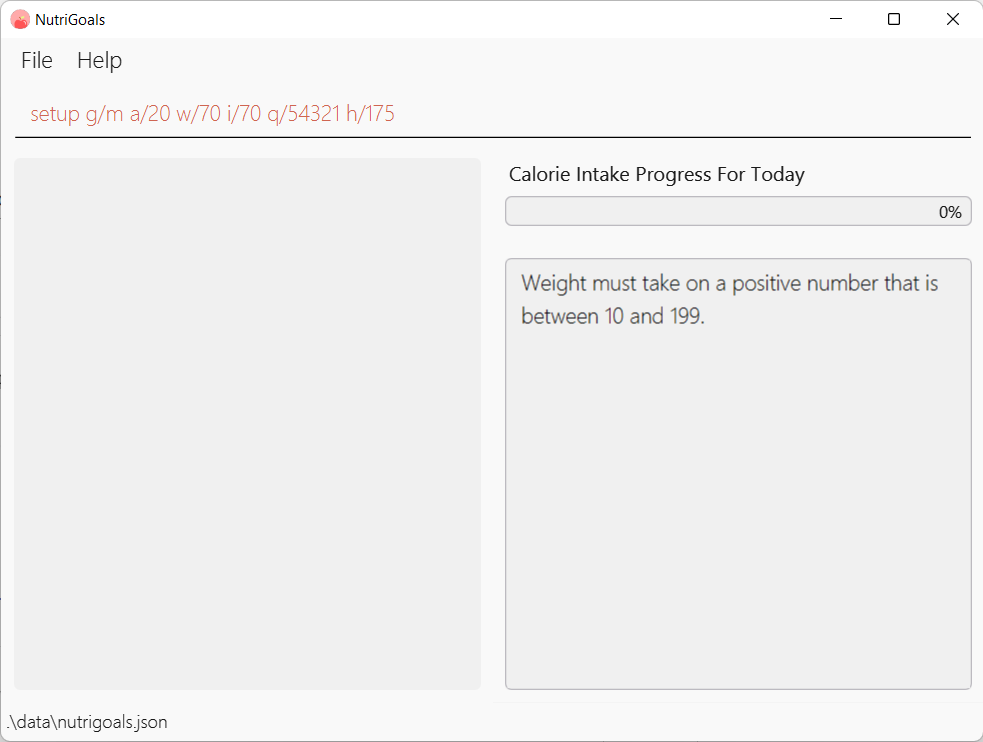 NutriGoals
File Help
setup g/m a/20 w/70 i/70 q/54321 h/175
Calorie Intake Progress For Today
0%
Weight must take on a positive number that is
between 10 and 199.
.\data\nutrigoals.json